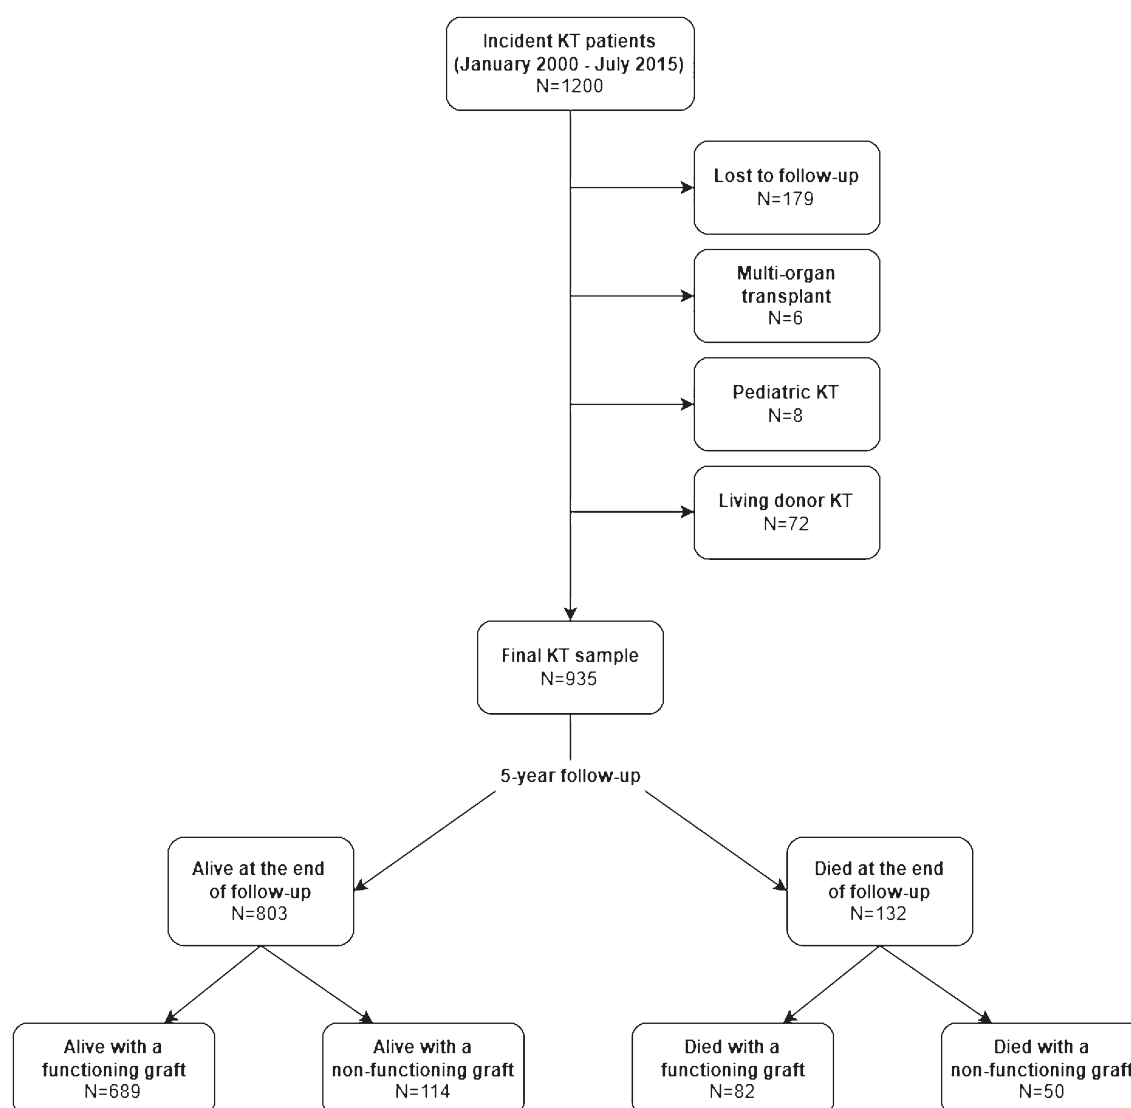 Incident KT patients
(January 2000 - July 2015)
N=1200
Lost to follow-up
N=179
Multi-organ
transplant
N=6
Pediatric KT
N=8
Living donor KT
N=72
Final KT sample
N=935
5-year follow-up
Alive at the end
of follow-up
N=803
Died at the end
of follow-up
N=132
Alive with a
functioning graft
N=689
Alive with a
non-functioning graft
N=114
Died with a
functioning graft
N=82
Died with a
non-functioning graft
N=50